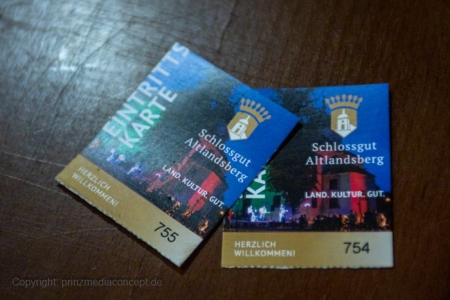 EINTRITTS
KARTE
Schlossgut
Altlandsberg
LAND. KULTUR. GUT.
HERZLICH
WILLKOMMEN!
755
KA
Schlossgut
Altlandsberg
LAND. KULTUR. GUT.
HERZLICH
WILLKOMMEN!
754
Copyright: prinzmediaconcept.de